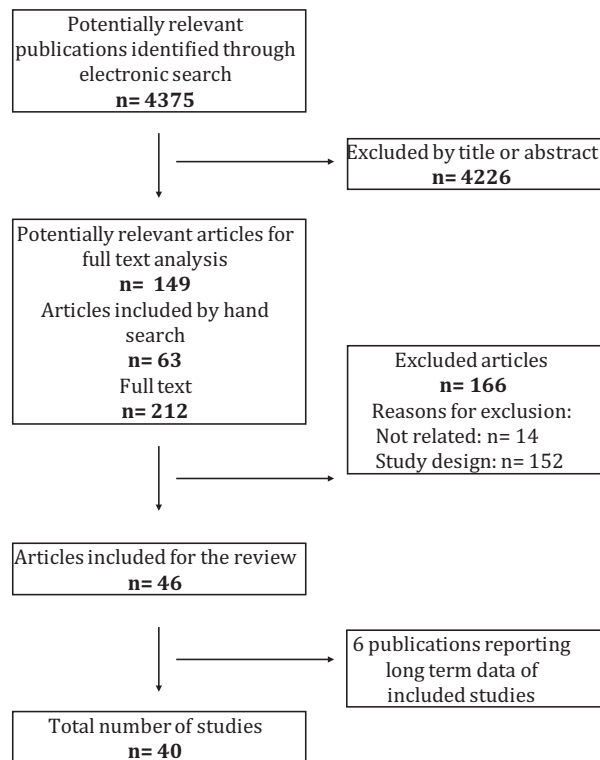 Potentially relevant
publications identified through
electronic search
n= 4375
Excluded by title or abstract
n= 4226
Potentially relevant articles for
full text analysis
n= 149
Articles included by hand
search
n= 63
Full text
n= 212
Excluded articles
n= 166
Reasons for exclusion:
Not related: n= 14
Study design: n= 152
Articles included for the review
n= 46
6 publications reporting
long term data of
included studies
Total number of studies
n= 40